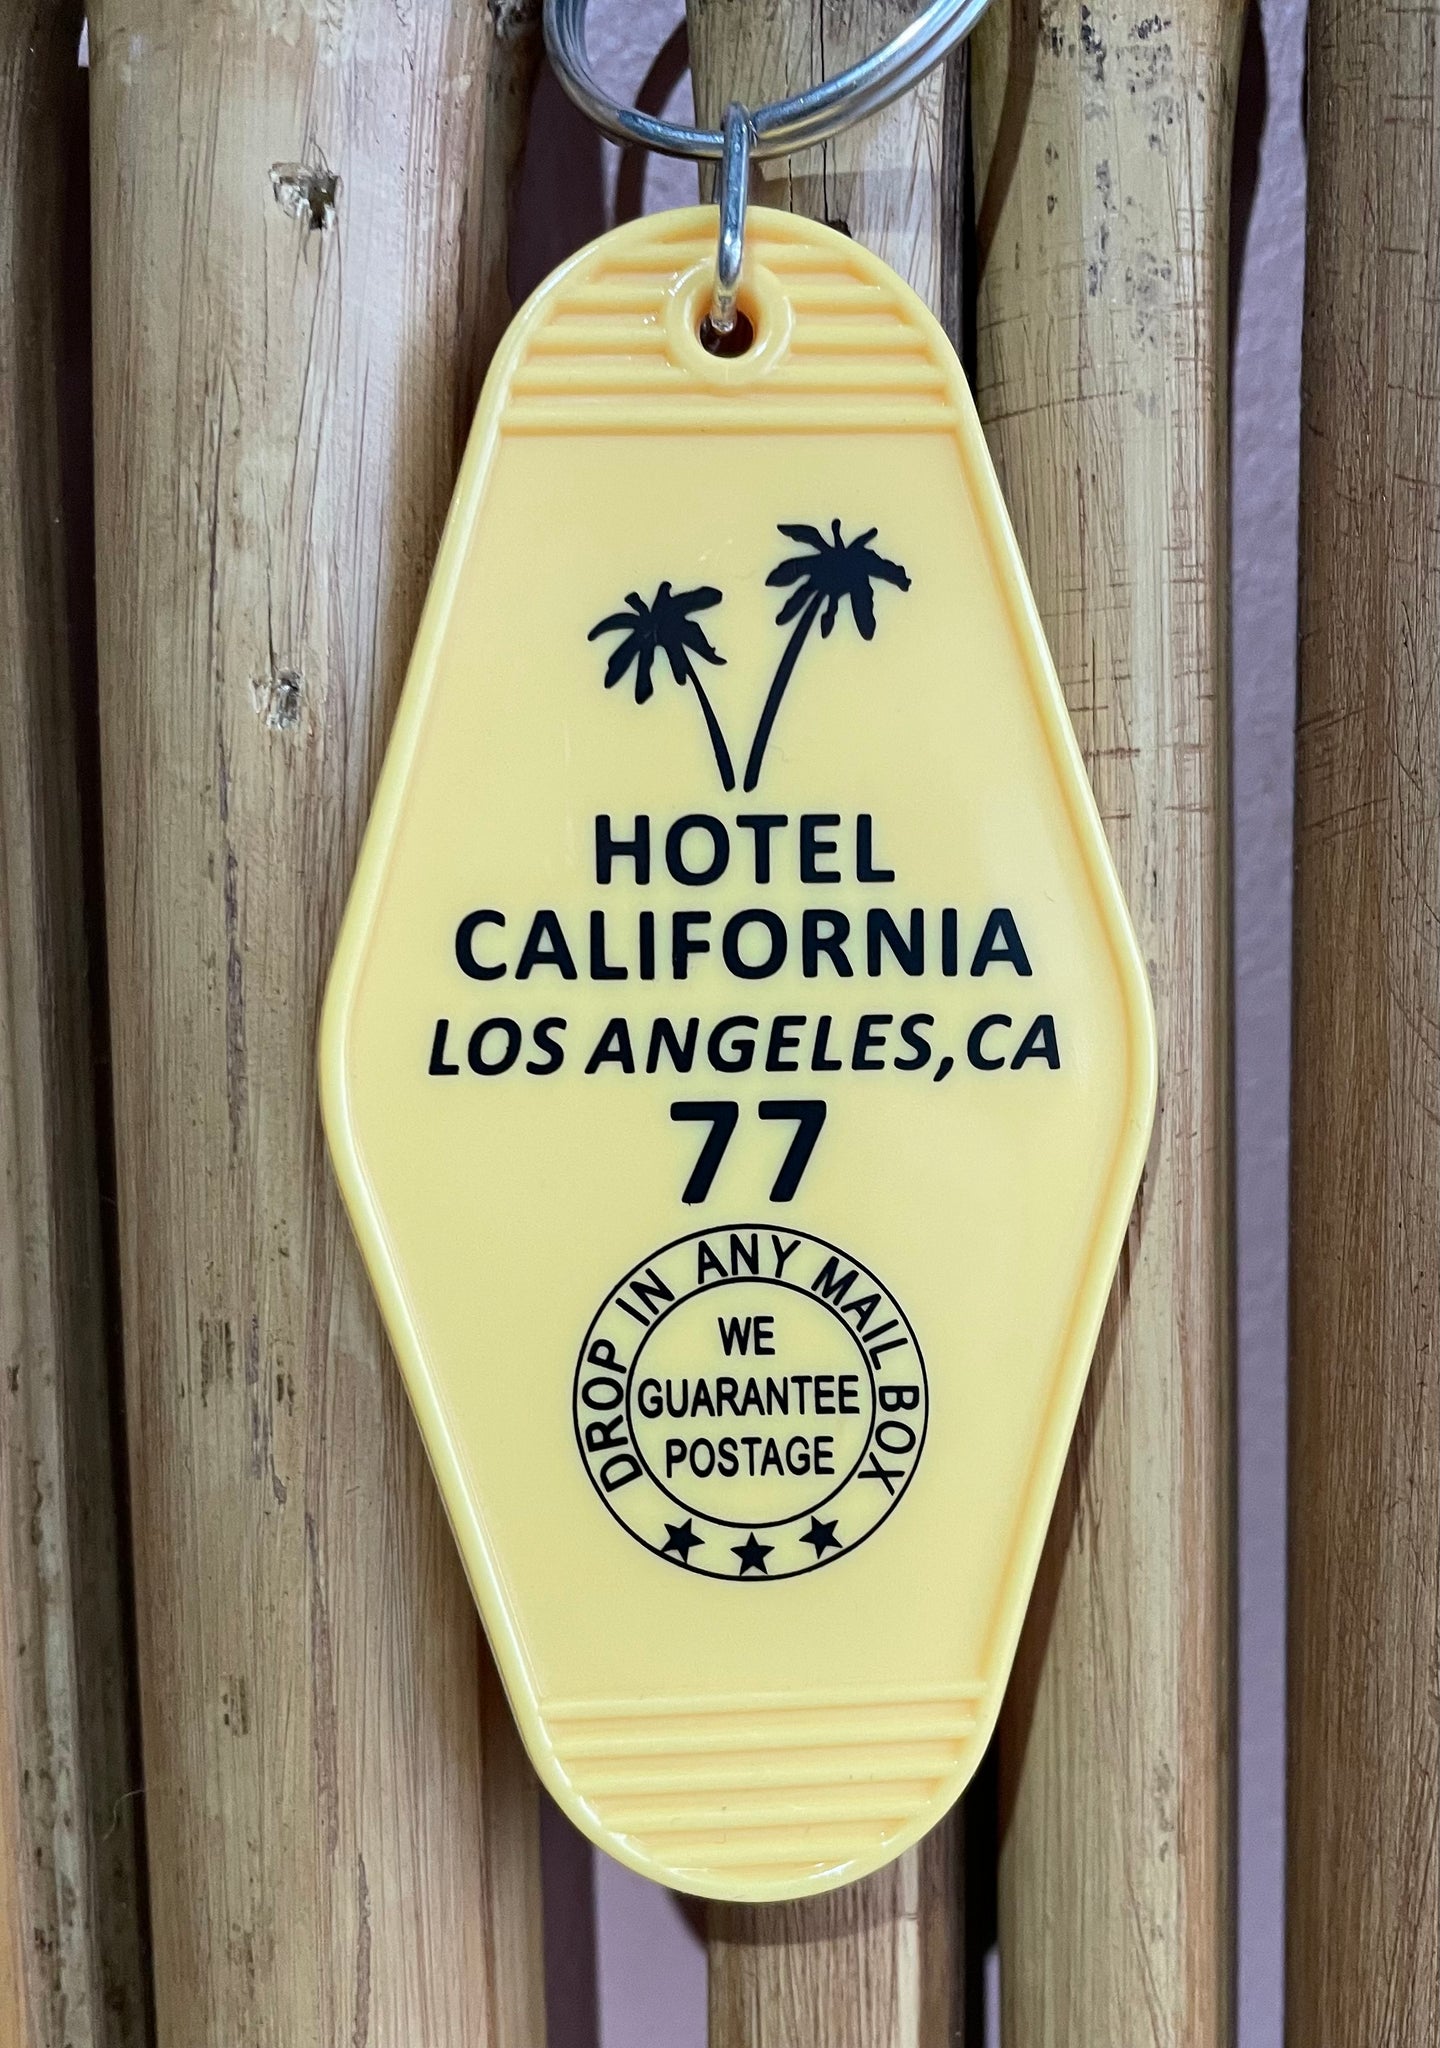 HOTEL
CALIFORNIA
LOS ANGELES, CA
77
DROP IN ANY MAIL BOX
WE
GUARANTEE
POSTAGE